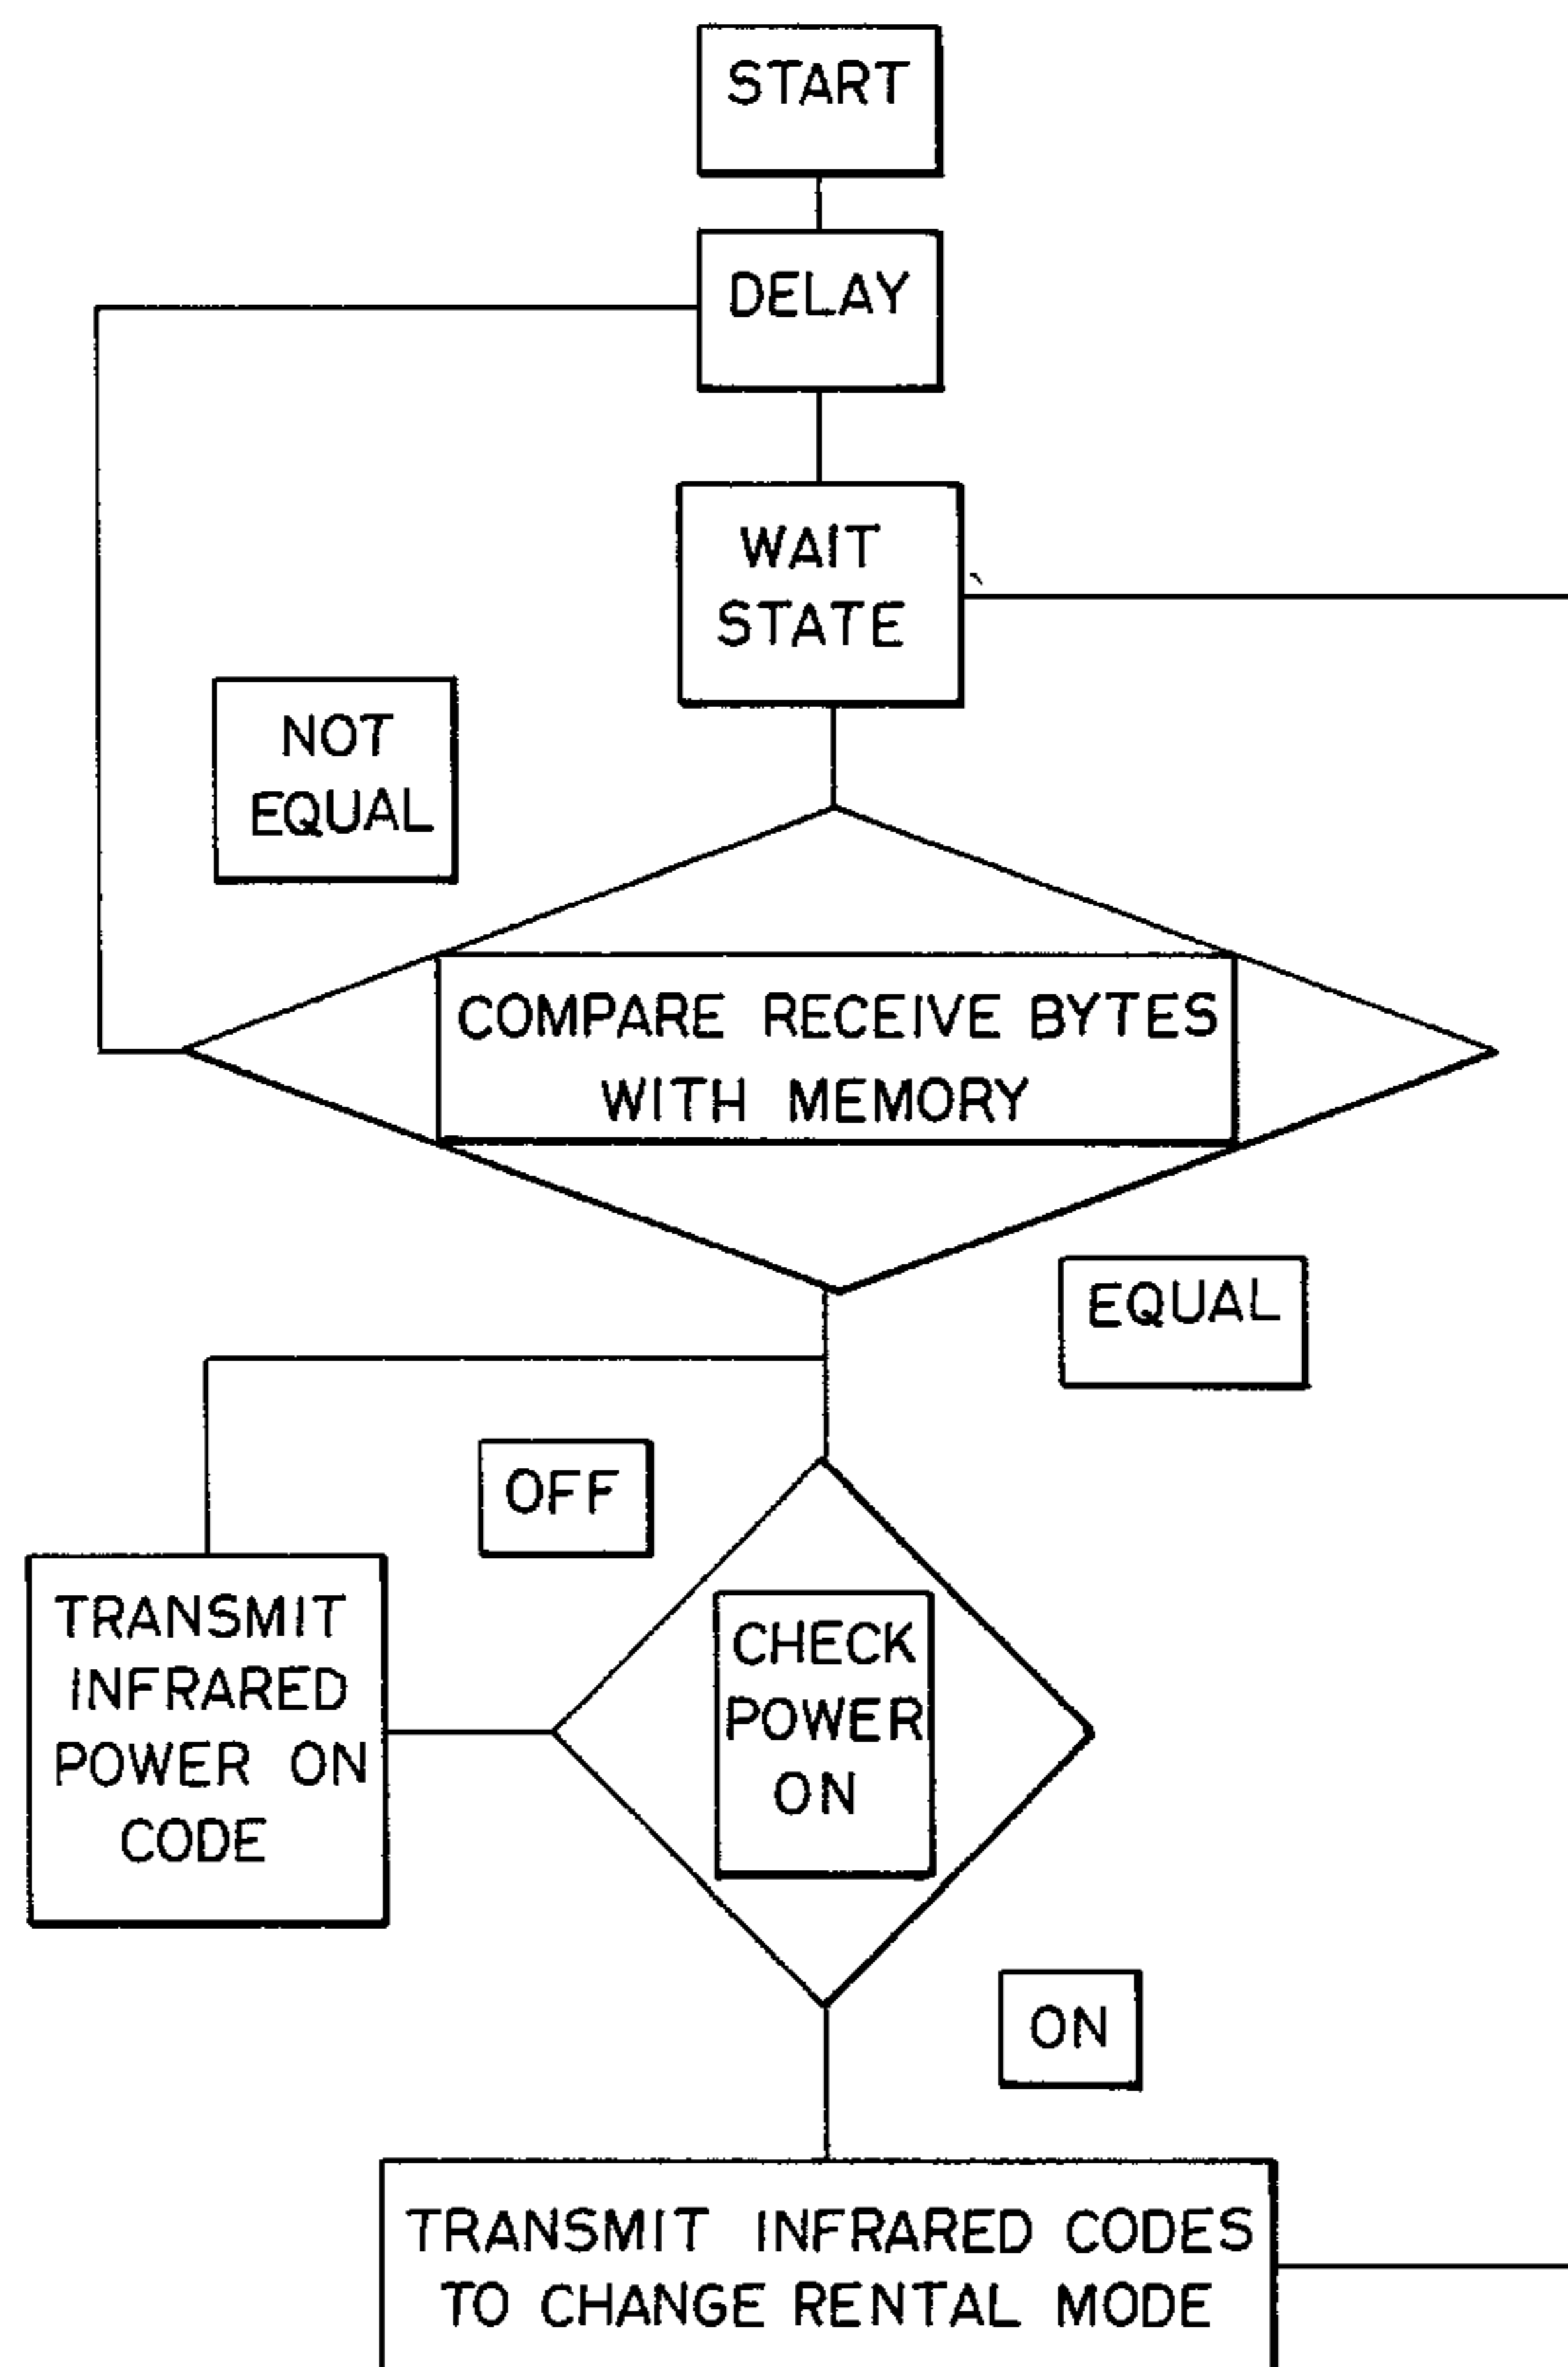 START
DELAY
WAIT
STATE
NOT
EQUAL
COMPARE RECEIVE BYTES
WITH MEMORY
EQUAL
OFF
TRANSMIT
INFRARED
POWER ON
CODE
CHECK
POWER
ON
ON
TRANSMIT INFRARED CODES
TO CHANGE RENTAL MODE